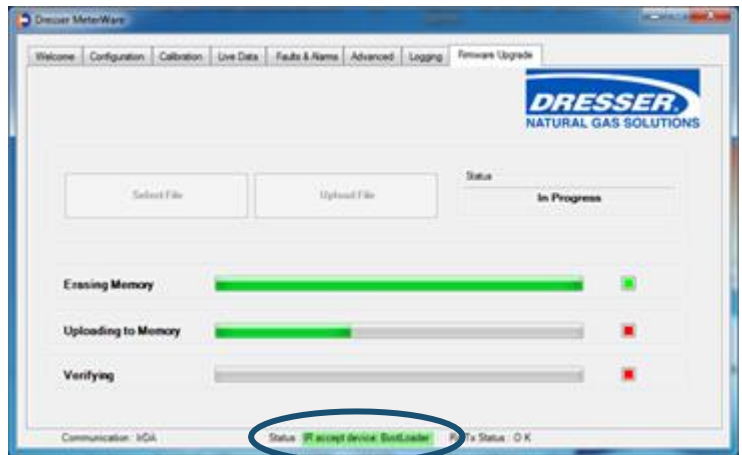 Dresser MeterWare
Welcome Configuration Calibration Live Data Faults & Alarms Advanced Logging Firmware Upgrade
DRESSER
NATURAL GAS SOLUTIONS
Select File Upload File
Status
In Progress
Erasing Memory
Uploading to Memory
Verifying
Communication : IrDA Status IR accept device: BootLoader Tx Status : O K